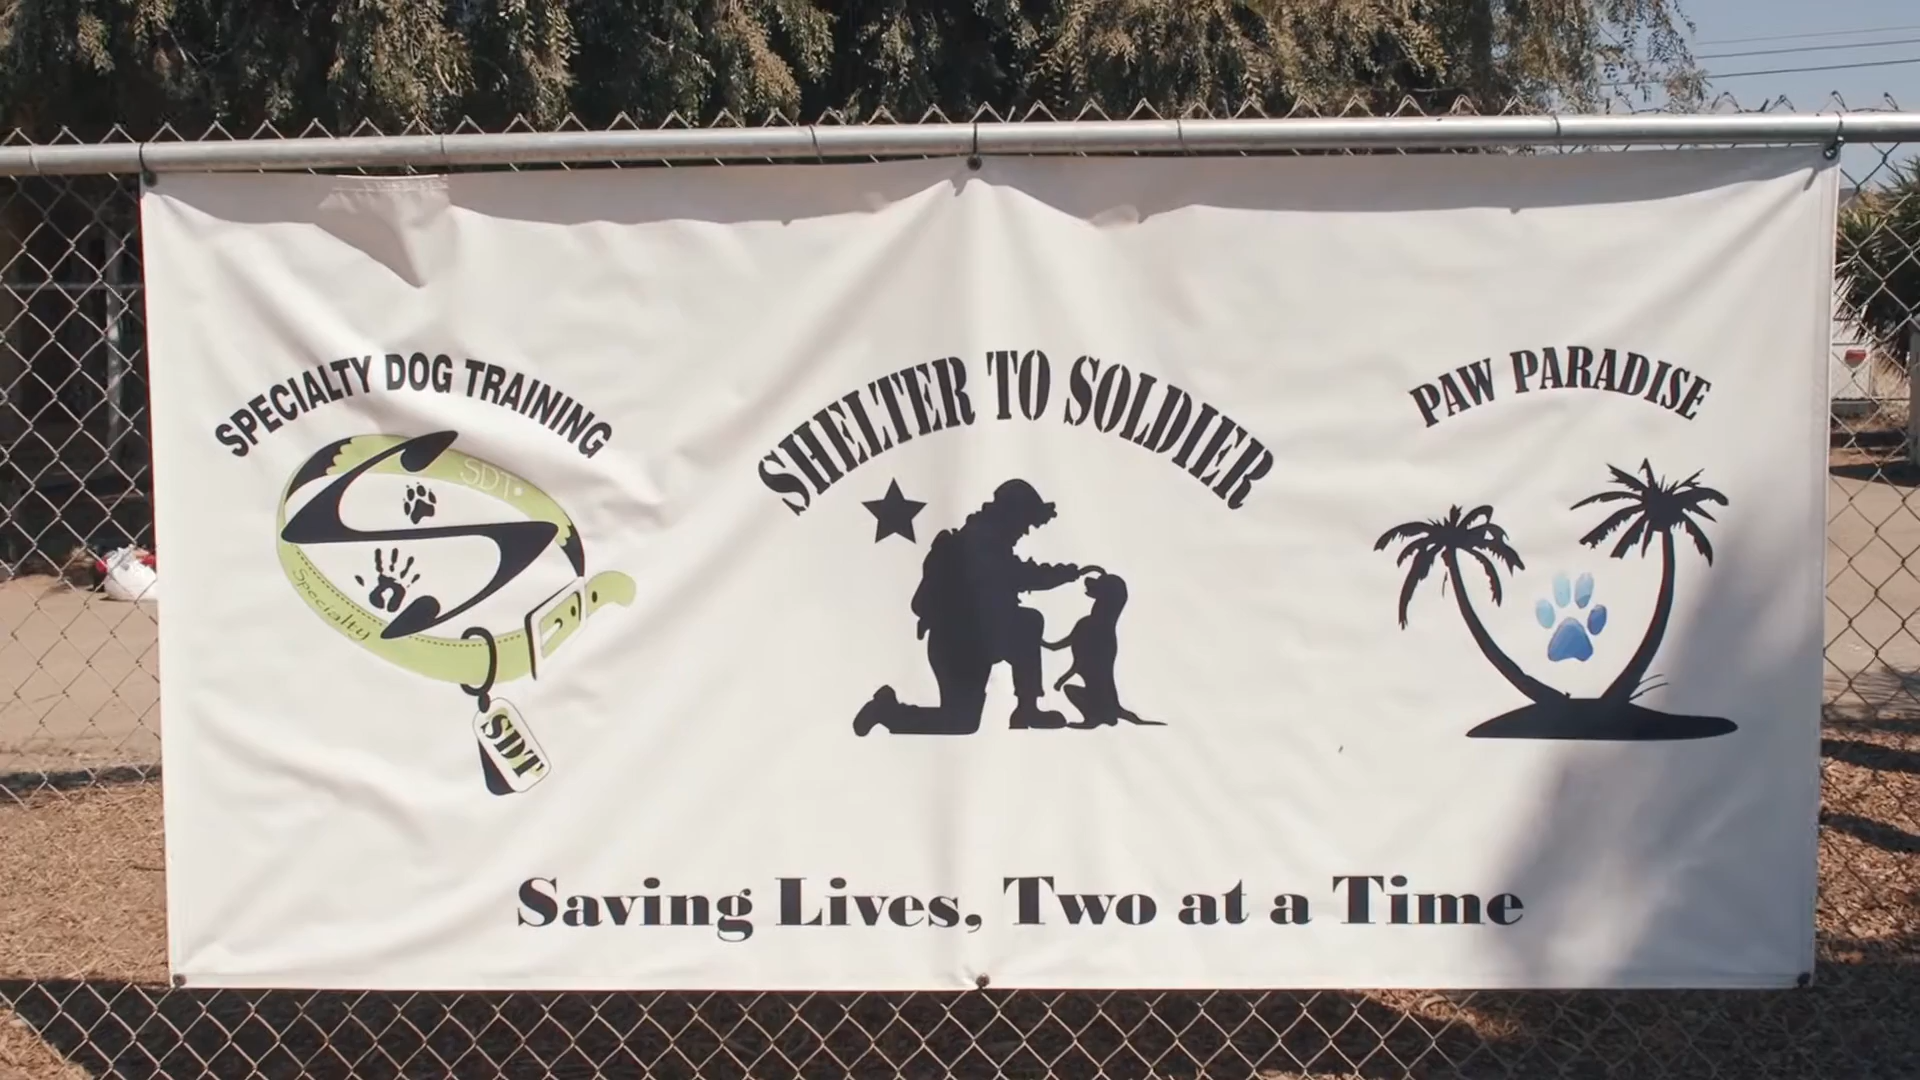 SPECIALTY DOG TRAINING
SDT
Specialty
SDT
SHELTER TO SOLDIER
PAW PARADISE
Saving Lives, Two at a Time